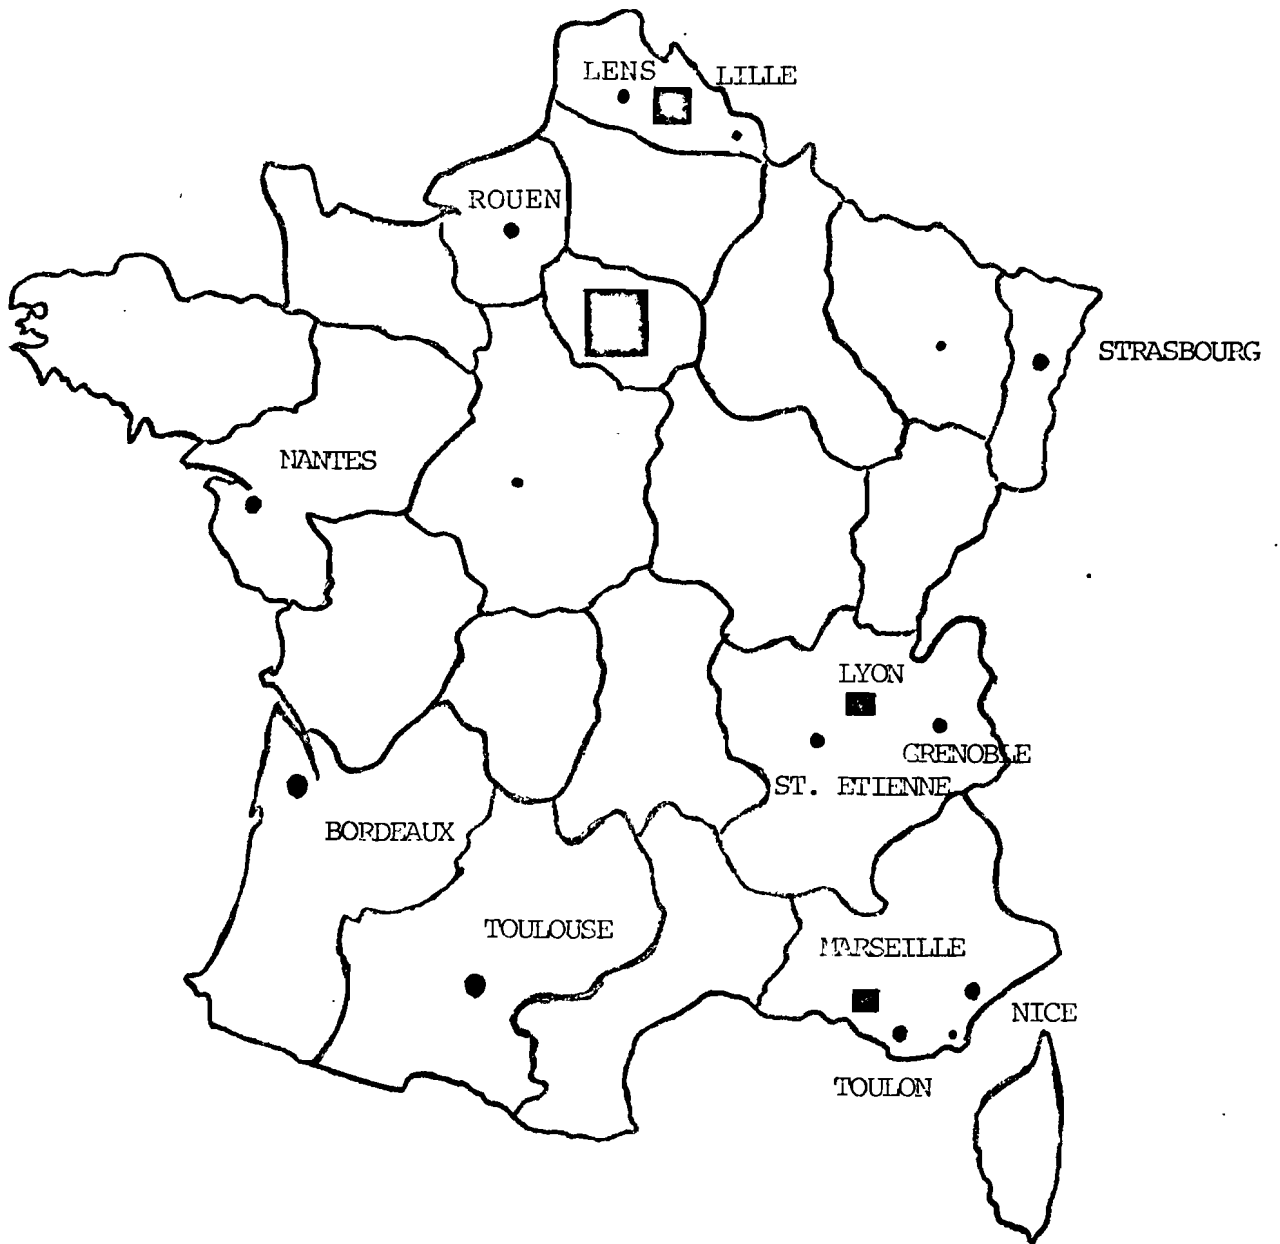 LENS
LILLE
ROUEN
STRASBOURG
NANTES
LYON
GRENOBLE
ST. ETIENNE
BORDEAUX
TOULOUSE
MARSEILLE
NICE
TOULON